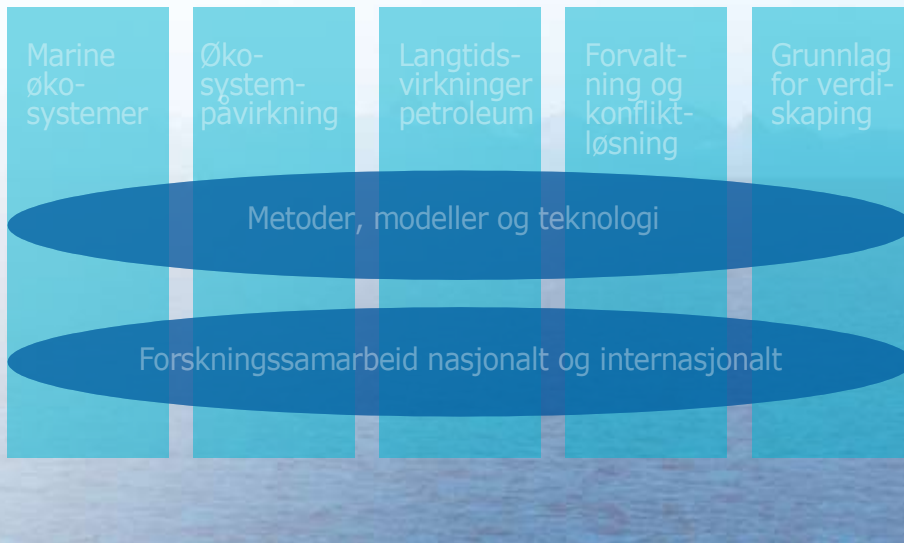 Marine
øko-
systemer
Øko-
system-
påvirkning
Langtids-
virkninger
petroleum
Forvalt-
ning og
konflikt-
løsning
Grunnlag
for verdi-
skaping
Metoder, modeller og teknologi
Forskningssamarbeid nasjonalt og internasjonalt